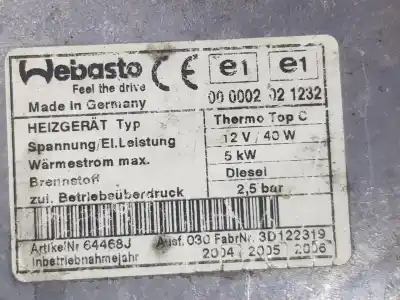 Webasto CE e1 e1
Feel the drive
Made in Germany 00 0002 02 1232
HEIZGERÄT Typ Thermo Top C
Spannung/El.Leistung 12 V / 40 W
Wärmestrom max. 5 kW
Brennstoff Diesel
zul. Betriebsüberdruck 2,5 bar
ArtikelNr 64468J Ausf. 030 FabrNr. 3D122319
Inbetriebnahmejahr 2004 2005 2006